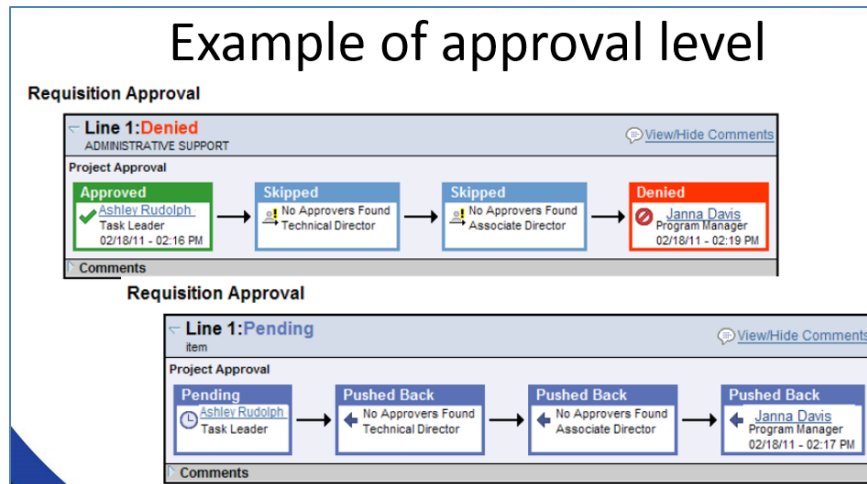 Example of approval level
Requisition Approval
Line 1:Denied
ADMINISTRATIVE SUPPORT
View/Hide Comments
Project Approval
Approved
Ashley Rudolph
Task Leader
02/18/11 - 02:16 PM
Skipped
No Approvers Found
Technical Director
Skipped
No Approvers Found
Associate Director
Denied
Janna Davis
Program Manager
02/18/11 - 02:19 PM
Comments
Requisition Approval
Line 1:Pending
item
View/Hide Comments
Project Approval
Pending
Ashley Rudolph
Task Leader
Pushed Back
No Approvers Found
Technical Director
Pushed Back
No Approvers Found
Associate Director
Pushed Back
Janna Davis
Program Manager
02/18/11 - 02:17 PM
Comments